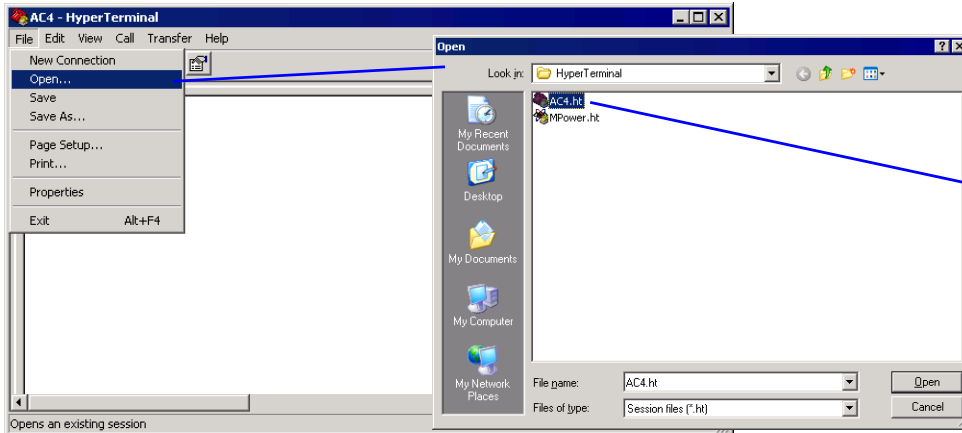 AC4 - HyperTerminal
File Edit View Call Transfer Help
New Connection
Open...
Save
Save As...
Page Setup...
Print...
Properties
Exit Alt+F4
Opens an existing session
Open
Look in: HyperTerminal
AC4.ht
MPower.ht
My Recent
Documents
Desktop
My Documents
My Computer
My Network
Places
File name: AC4.ht Open
Files of type: Session files (*.ht) Cancel